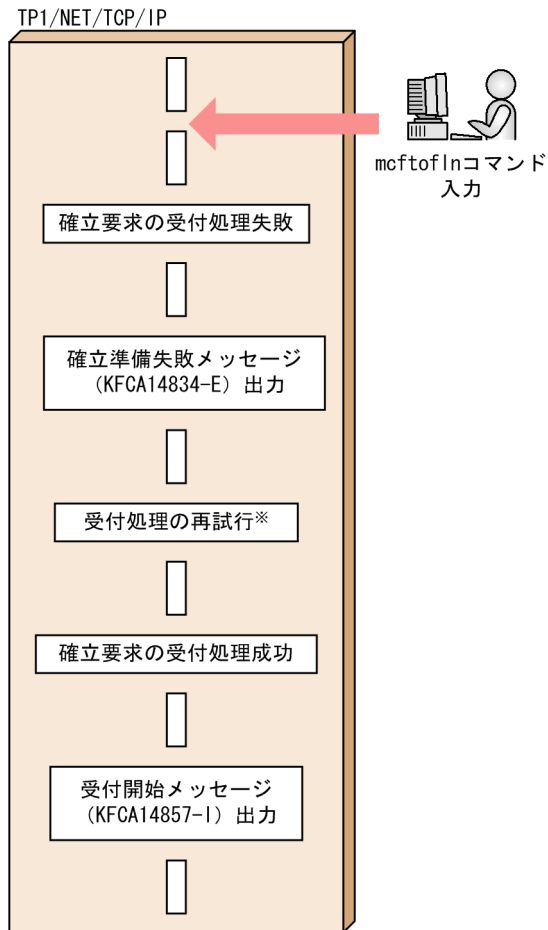 TP1/NET/TCP/IP
mcftoflnコマンド
入力
確立要求の受付処理失敗
確立準備失敗メッセージ
（KFCA14834-E）出力
受付処理の再試行※
確立要求の受付処理成功
受付開始メッセージ
（KFCA14857-I）出力